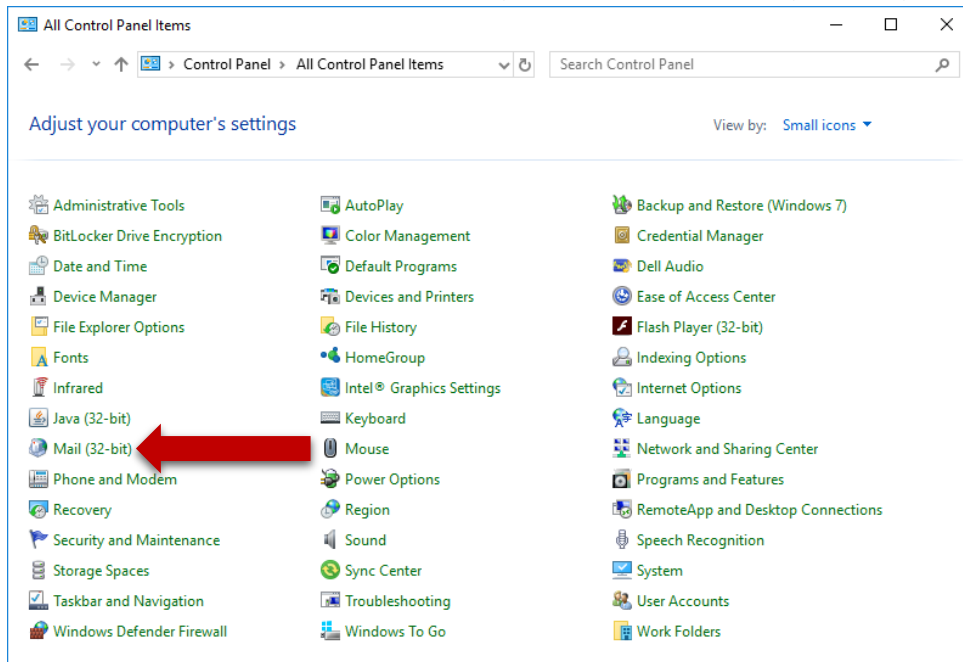 All Control Panel Items
Control Panel > All Control Panel Items Search Control Panel
Adjust your computer's settings
View by: Small icons
Administrative Tools AutoPlay Backup and Restore (Windows 7)
BitLocker Drive Encryption Color Management Credential Manager
Date and Time Default Programs Dell Audio
Device Manager Devices and Printers Ease of Access Center
File Explorer Options File History Flash Player (32-bit)
Fonts HomeGroup Indexing Options
Infrared Intel® Graphics Settings Internet Options
Java (32-bit) Keyboard Language
Mail (32-bit) Mouse Network and Sharing Center
Phone and Modem Power Options Programs and Features
Recovery Region RemoteApp and Desktop Connections
Security and Maintenance Sound Speech Recognition
Storage Spaces Sync Center System
Taskbar and Navigation Troubleshooting User Accounts
Windows Defender Firewall Windows To Go Work Folders